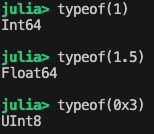 julia> typeof(1)
Int64
julia> typeof(1.5)
Float64
julia> typeof(0x3)
UInt8